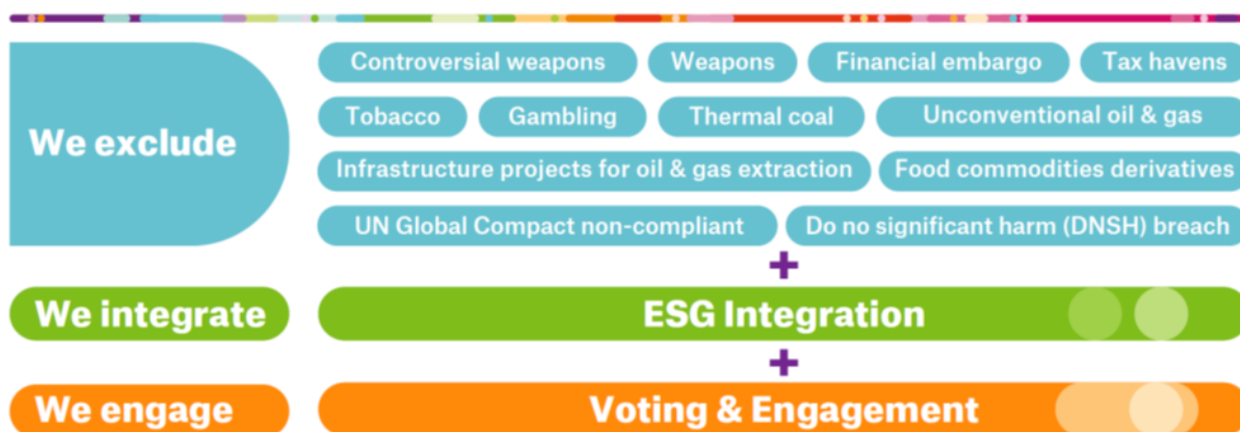 We exclude
Controversial weapons
Weapons
Financial embargo
Tax havens
Tobacco
Gambling
Thermal coal
Unconventional oil & gas
Infrastructure projects for oil & gas extraction
Food commodities derivatives
UN Global Compact non-compliant
Do no significant harm (DNSH) breach
+
We integrate
ESG Integration
+
We engage
Voting & Engagement